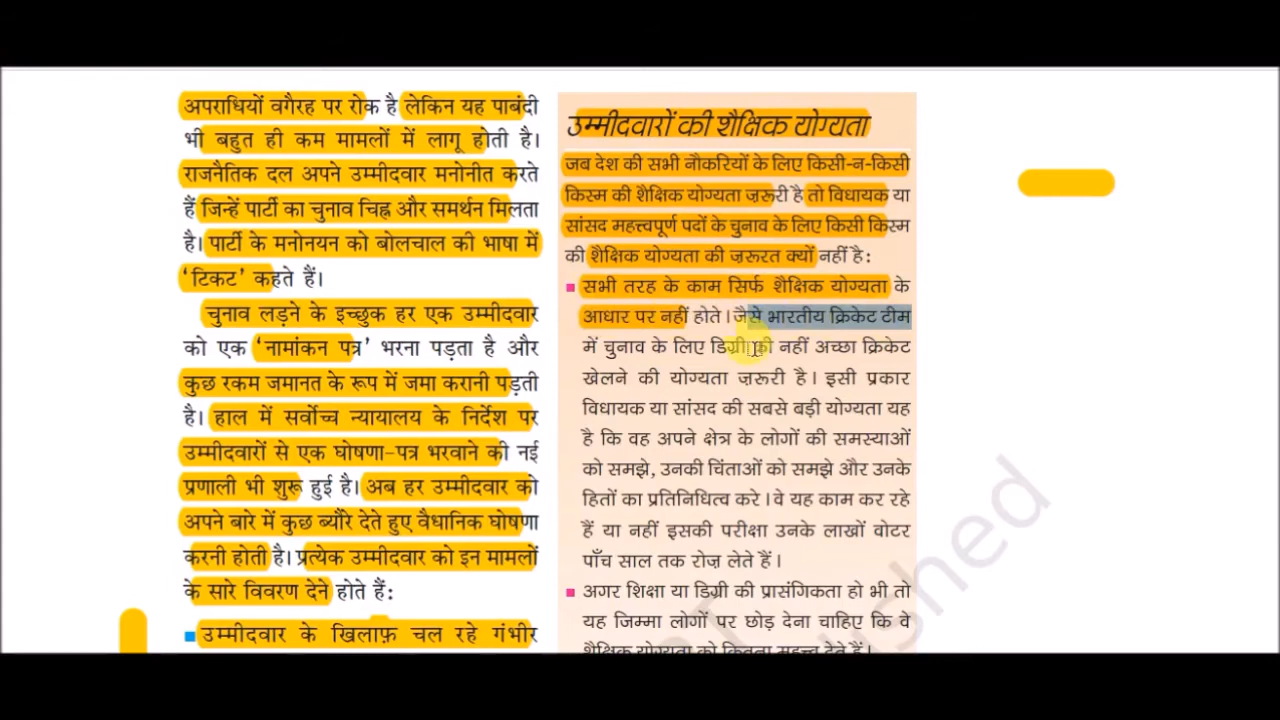 अपराधियों वगैरह पर रोक है लेकिन यह पाबंदी
भी बहुत ही कम मामलों में लागू होती है।
राजनैतिक दल अपने उम्मीदवार मनोनीत करते
हैं जिन्हें पार्टी का चुनाव चिह्न और समर्थन मिलता
है। पार्टी के मनोनयन को बोलचाल की भाषा में
‘टिकट’ कहते हैं।
चुनाव लड़ने के इच्छुक हर एक उम्मीदवार
को एक ‘नामांकन पत्र’ भरना पड़ता है और
कुछ रकम जमानत के रूप में जमा करानी पड़ती
है। हाल में सर्वोच्च न्यायालय के निर्देश पर
उम्मीदवारों से एक घोषणा-पत्र भरवाने की नई
प्रणाली भी शुरू हुई है। अब हर उम्मीदवार को
अपने बारे में कुछ ब्यौरे देते हुए वैधानिक घोषणा
करनी होती है। प्रत्येक उम्मीदवार को इन मामलों
के सारे विवरण देने होते हैं:
उम्मीदवार के खिलाफ़ चल रहे गंभीर
उम्मीदवारों की शैक्षिक योग्यता
जब देश की सभी नौकरियों के लिए किसी-न-किसी
किस्म की शैक्षिक योग्यता ज़रूरी है तो विधायक या
सांसद महत्त्वपूर्ण पदों के चुनाव के लिए किसी किस्म
की शैक्षिक योग्यता की ज़रूरत क्यों नहीं है:
सभी तरह के काम सिर्फ शैक्षिक योग्यता के
आधार पर नहीं होते। जैसे भारतीय क्रिकेट टीम
में चुनाव के लिए डिग्री की नहीं अच्छा क्रिकेट
खेलने की योग्यता ज़रूरी है। इसी प्रकार
विधायक या सांसद की सबसे बड़ी योग्यता यह
है कि वह अपने क्षेत्र के लोगों की समस्याओं
को समझे, उनकी चिंताओं को समझे और उनके
हितों का प्रतिनिधित्व करे। वे यह काम कर रहे
हैं या नहीं इसकी परीक्षा उनके लाखों वोटर
पाँच साल तक रोज़ लेते हैं।
अगर शिक्षा या डिग्री की प्रासंगिकता हो भी तो
यह जिम्मा लोगों पर छोड़ देना चाहिए कि वे
शैक्षिक योग्यता को कितना महत्त्व देते हैं।